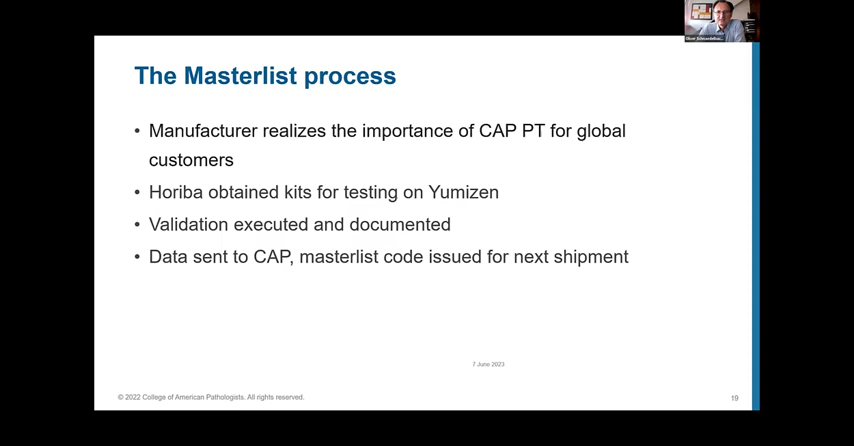 The Masterlist process
• Manufacturer realizes the importance of CAP PT for global
customers
• Horiba obtained kits for testing on Yumizen
• Validation executed and documented
• Data sent to CAP, masterlist code issued for next shipment
7 June 2023
© 2022 College of American Pathologists. All rights reserved.
19